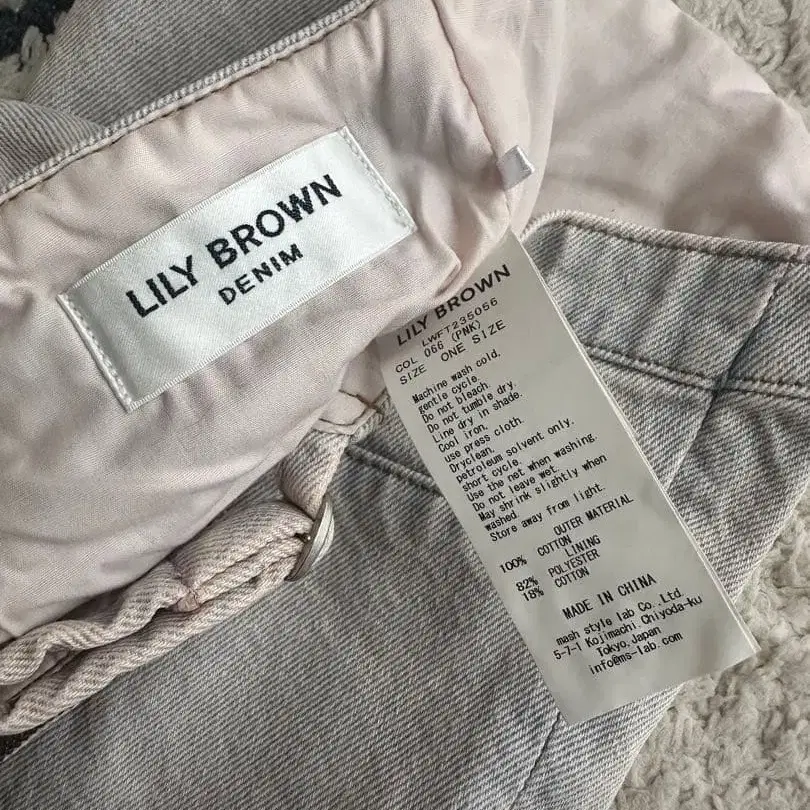 LILY BROWN
DENIM
LILY BROWN
LWFT235056
COL 066 (PNK)
SIZE ONE SIZE
Machine wash cold.
gentle cycle.
Do not bleach.
Do not tumble dry.
Line dry in shade.
Cool iron.
use press cloth.
Dryclean.
petroleum solvent only.
short cycle.
Use the net when washing.
Do not leave wet.
May shrink slightly when
washed.
Store away from light.
OUTER MATERIAL
100% COTTON
LINING
82% POLYESTER
18% COTTON
MADE IN CHINA
mash style lab Co.,Ltd.
5-7-1 Kojimachi, Chiyoda-ku
Tokyo, Japan
info@ms-lab.com